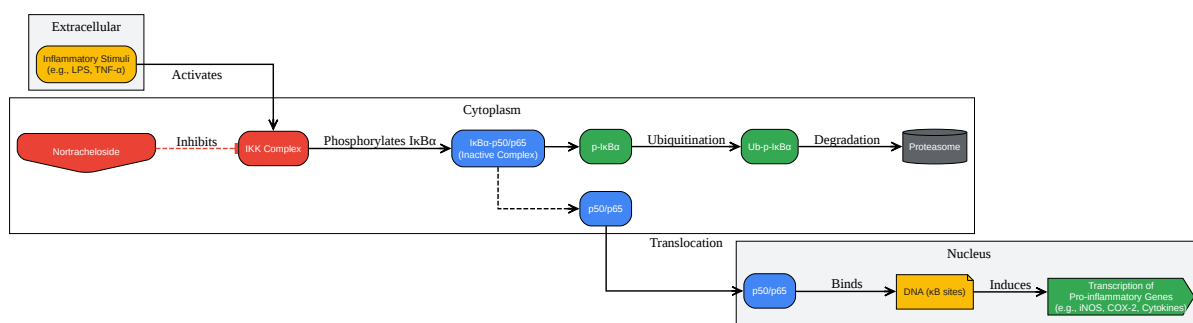 Extracellular
Inflammatory Stimuli
(e.g., LPS, TNF-α)
Activates
Cytoplasm
Nortracheloside
Inhibits
IKK Complex
Phosphorylates IκBα
IκBα-p50/p65
(Inactive Complex)
p-IκBα
Ubiquitination
Ub-p-IκBα
Degradation
Proteasome
p50/p65
Translocation
Nucleus
p50/p65
Binds
DNA (κB sites)
Induces
Transcription of
Pro-inflammatory Genes
(e.g., iNOS, COX-2, Cytokines)